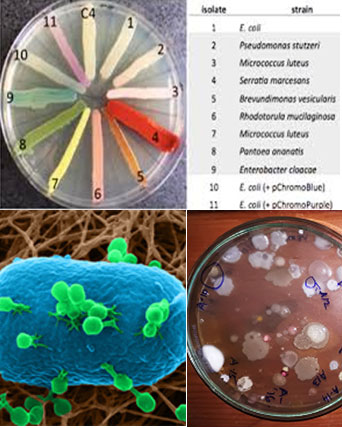 11
C4
1
10
2
9
3
8
4
7
6
5
isolate strain
1 E. coli
2 Pseudomonas stutzeri
3 Micrococcus luteus
4 Serratia marcesans
5 Brevundimonas vesicularis
6 Rhodotorula mucilaginosa
7 Micrococcus luteus
8 Pantoea ananatis
9 Enterobacter cloacae
10 E. coli (+ pChromoBlue)
11 E. coli (+ pChromoPurple)